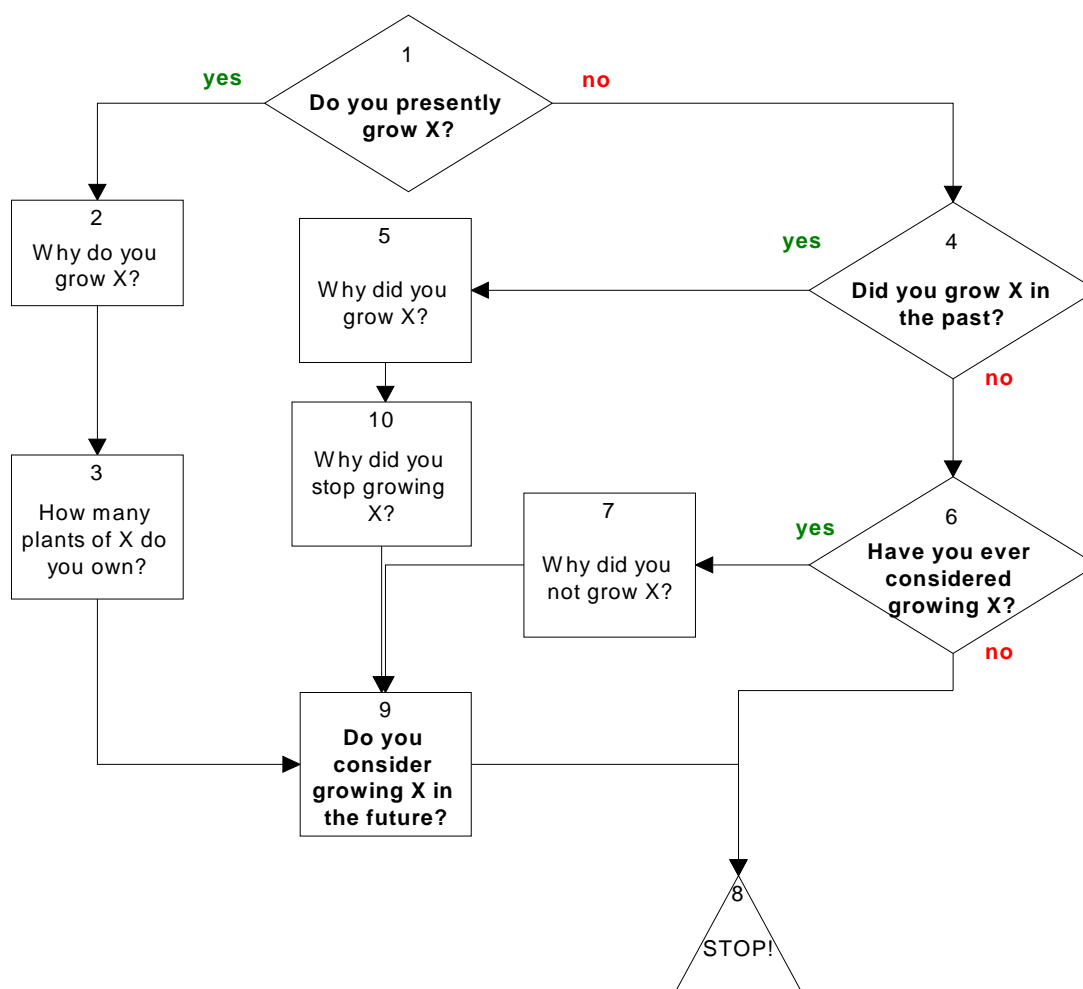 1
yes
no
Do you presently
grow X?
2
Why do you
grow X?
5
Why did you
grow X?
yes
4
Did you grow X in
the past?
no
10
Why did you
stop growing
X?
3
How many
plants of X do
you own?
7
Why did you
not grow X?
yes
6
Have you ever
considered
growing X?
no
9
Do you
consider
growing X in
the future?
8
STOP!